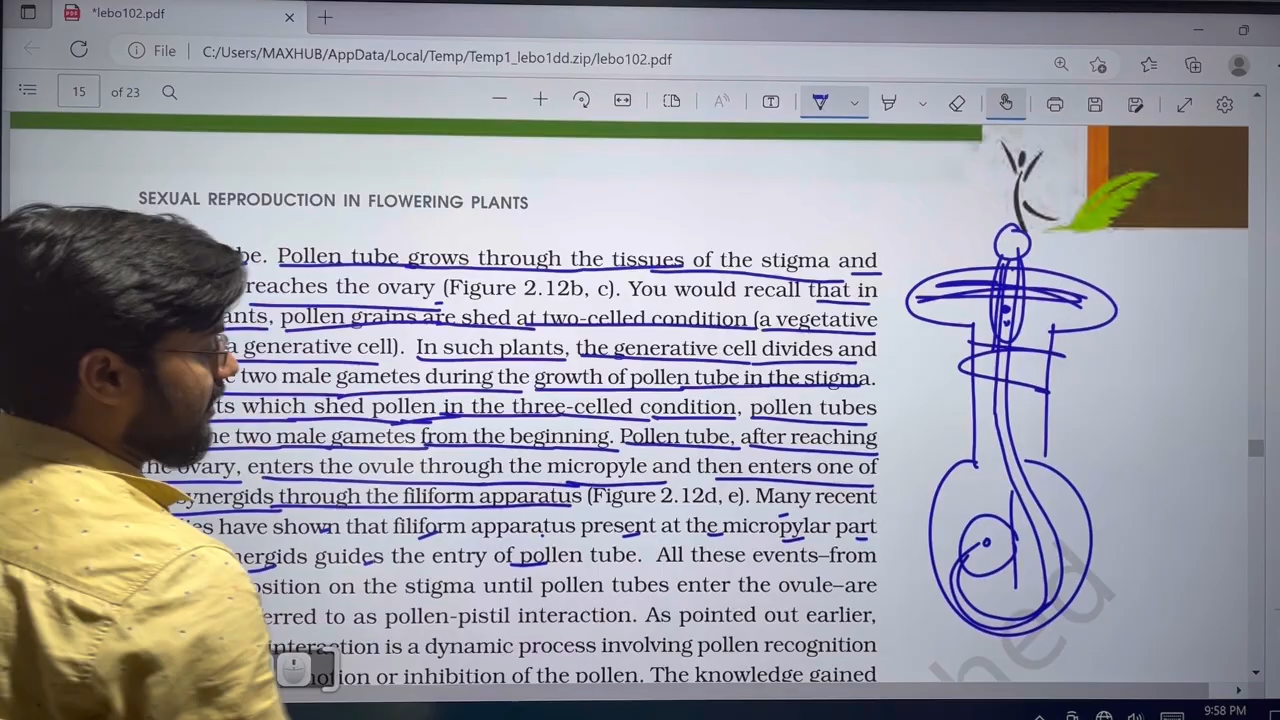 *lebo102.pdf
File
C:/Users/MAXHUB/AppData/Local/Temp/Temp1_lebo1dd.zip/lebo102.pdf
15 of 23
SEXUAL REPRODUCTION IN FLOWERING PLANTS
be. Pollen tube grows through the tissues of the stigma and
reaches the ovary (Figure 2.12b, c). You would recall that in
ants, pollen grains are shed at two-celled condition (a vegetative
a generative cell). In such plants, the generative cell divides and
two male gametes during the growth of pollen tube in the stigma.
ts which shed pollen in the three-celled condition, pollen tubes
he two male gametes from the beginning. Pollen tube, after reaching
the ovary, enters the ovule through the micropyle and then enters one of
synergids through the filiform apparatus (Figure 2.12d, e). Many recent
ies have shown that filiform apparatus present at the micropylar part
ergids guides the entry of pollen tube. All these events–from
osition on the stigma until pollen tubes enter the ovule–are
erred to as pollen-pistil interaction. As pointed out earlier,
interaction is a dynamic process involving pollen recognition
motion or inhibition of the pollen. The knowledge gained
hed
9:58 PM